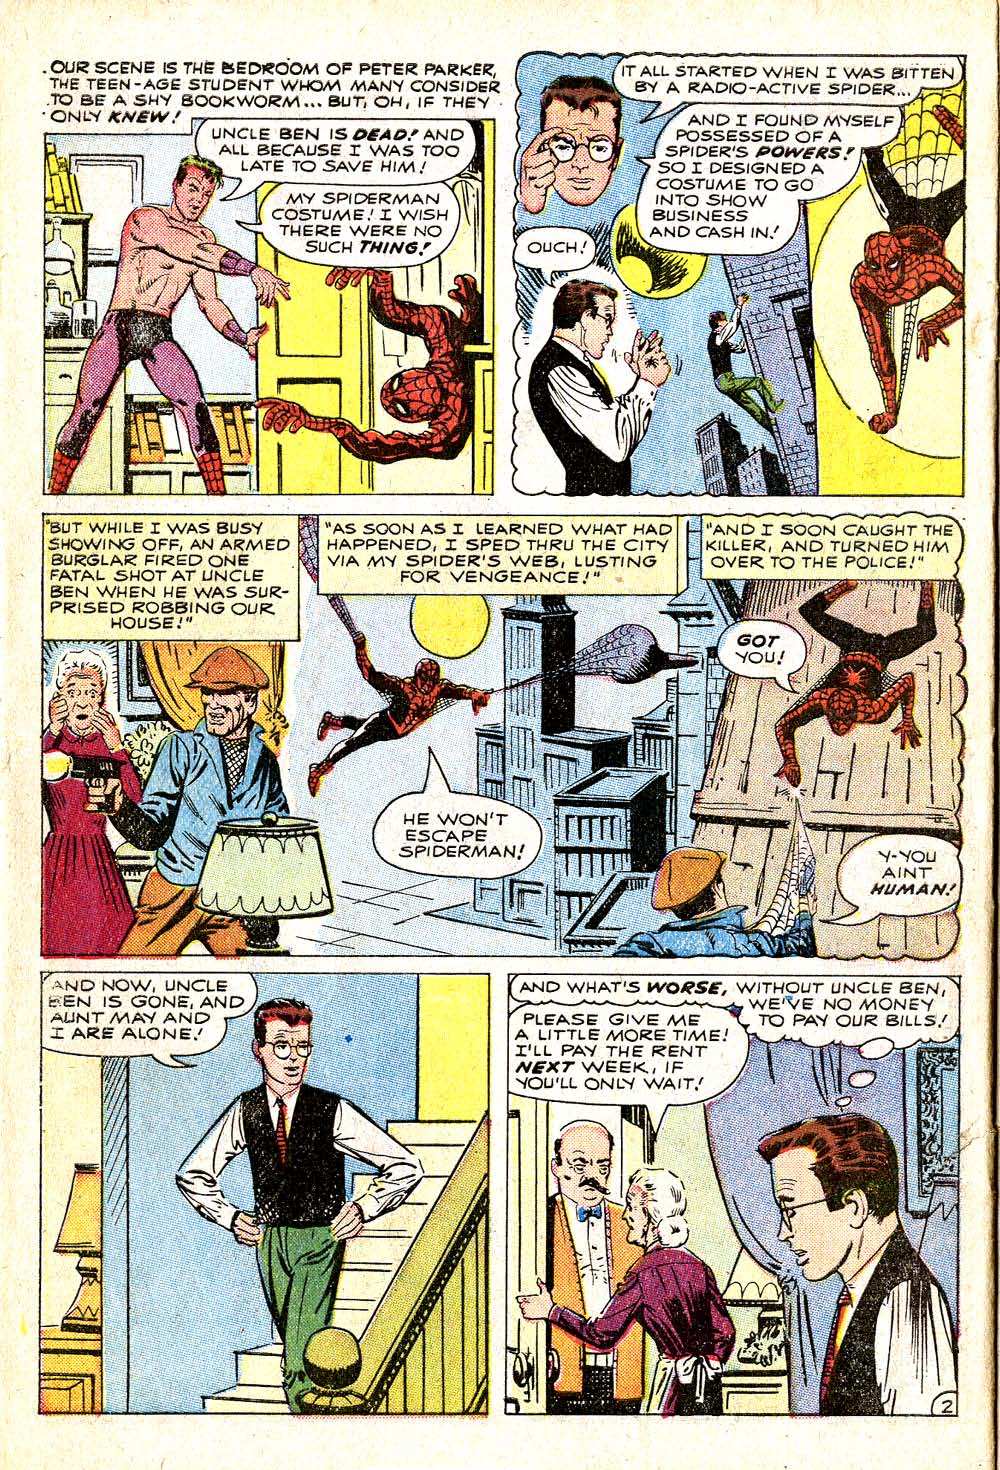 OUR SCENE IS THE BEDROOM OF PETER PARKER,
THE TEEN-AGE STUDENT WHOM MANY CONSIDER
TO BE A SHY BOOKWORM... BUT, OH, IF THEY
ONLY KNEW!
UNCLE BEN IS DEAD! AND
ALL BECAUSE I WAS TOO
LATE TO SAVE HIM!
MY SPIDERMAN
COSTUME! I WISH
THERE WERE NO
SUCH THING!
IT ALL STARTED WHEN I WAS BITTEN
BY A RADIO-ACTIVE SPIDER...
AND I FOUND MYSELF
POSSESSED OF A
SPIDER'S POWERS!
SO I DESIGNED A
COSTUME TO GO
INTO SHOW
BUSINESS
AND CASH IN!
OUCH!
"BUT WHILE I WAS BUSY
SHOWING OFF, AN ARMED
BURGLAR FIRED ONE
FATAL SHOT AT UNCLE
BEN WHEN HE WAS SUR-
PRISED ROBBING OUR
HOUSE!"
"AS SOON AS I LEARNED WHAT HAD
HAPPENED, I SPED THRU THE CITY
VIA MY SPIDER'S WEB, LUSTING
FOR VENGEANCE!"
HE WON'T
ESCAPE
SPIDERMAN!
"AND I SOON CAUGHT THE
KILLER, AND TURNED HIM
OVER TO THE POLICE!"
GOT
YOU!
Y-YOU
AINT
HUMAN!
AND NOW, UNCLE
BEN IS GONE, AND
AUNT MAY AND
I ARE ALONE!
AND WHAT'S WORSE, WITHOUT UNCLE BEN,
WE'VE NO MONEY
TO PAY OUR BILLS!
PLEASE GIVE ME
A LITTLE MORE TIME!
I'LL PAY THE RENT
NEXT WEEK, IF
YOU'LL ONLY WAIT!
2